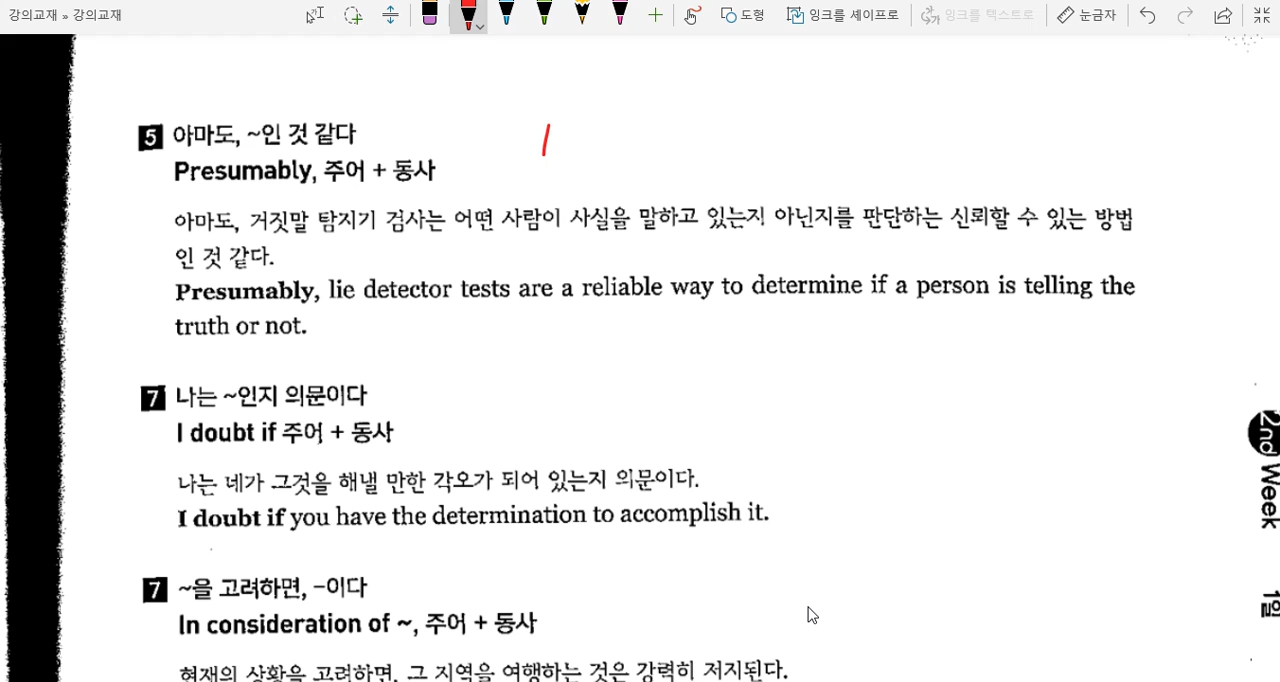 강의교재 » 강의교재
도형
잉크를 셰이프로
잉크를 텍스트로
눈금자
5 아마도, ~인 것 같다
Presumably, 주어 + 동사
아마도, 거짓말 탐지기 검사는 어떤 사람이 사실을 말하고 있는지 아닌지를 판단하는 신뢰할 수 있는 방법
인 것 같다.
Presumably, lie detector tests are a reliable way to determine if a person is telling the
truth or not.
7 나는 ~인지 의문이다
I doubt if 주어 + 동사
나는 네가 그것을 해낼 만한 각오가 되어 있는지 의문이다.
I doubt if you have the determination to accomplish it.
7 ~을 고려하면, –이다
In consideration of ~, 주어 + 동사
현재의 상황을 고려하면, 그 지역을 여행하는 것은 강력히 저지된다.
2nd Week
1일